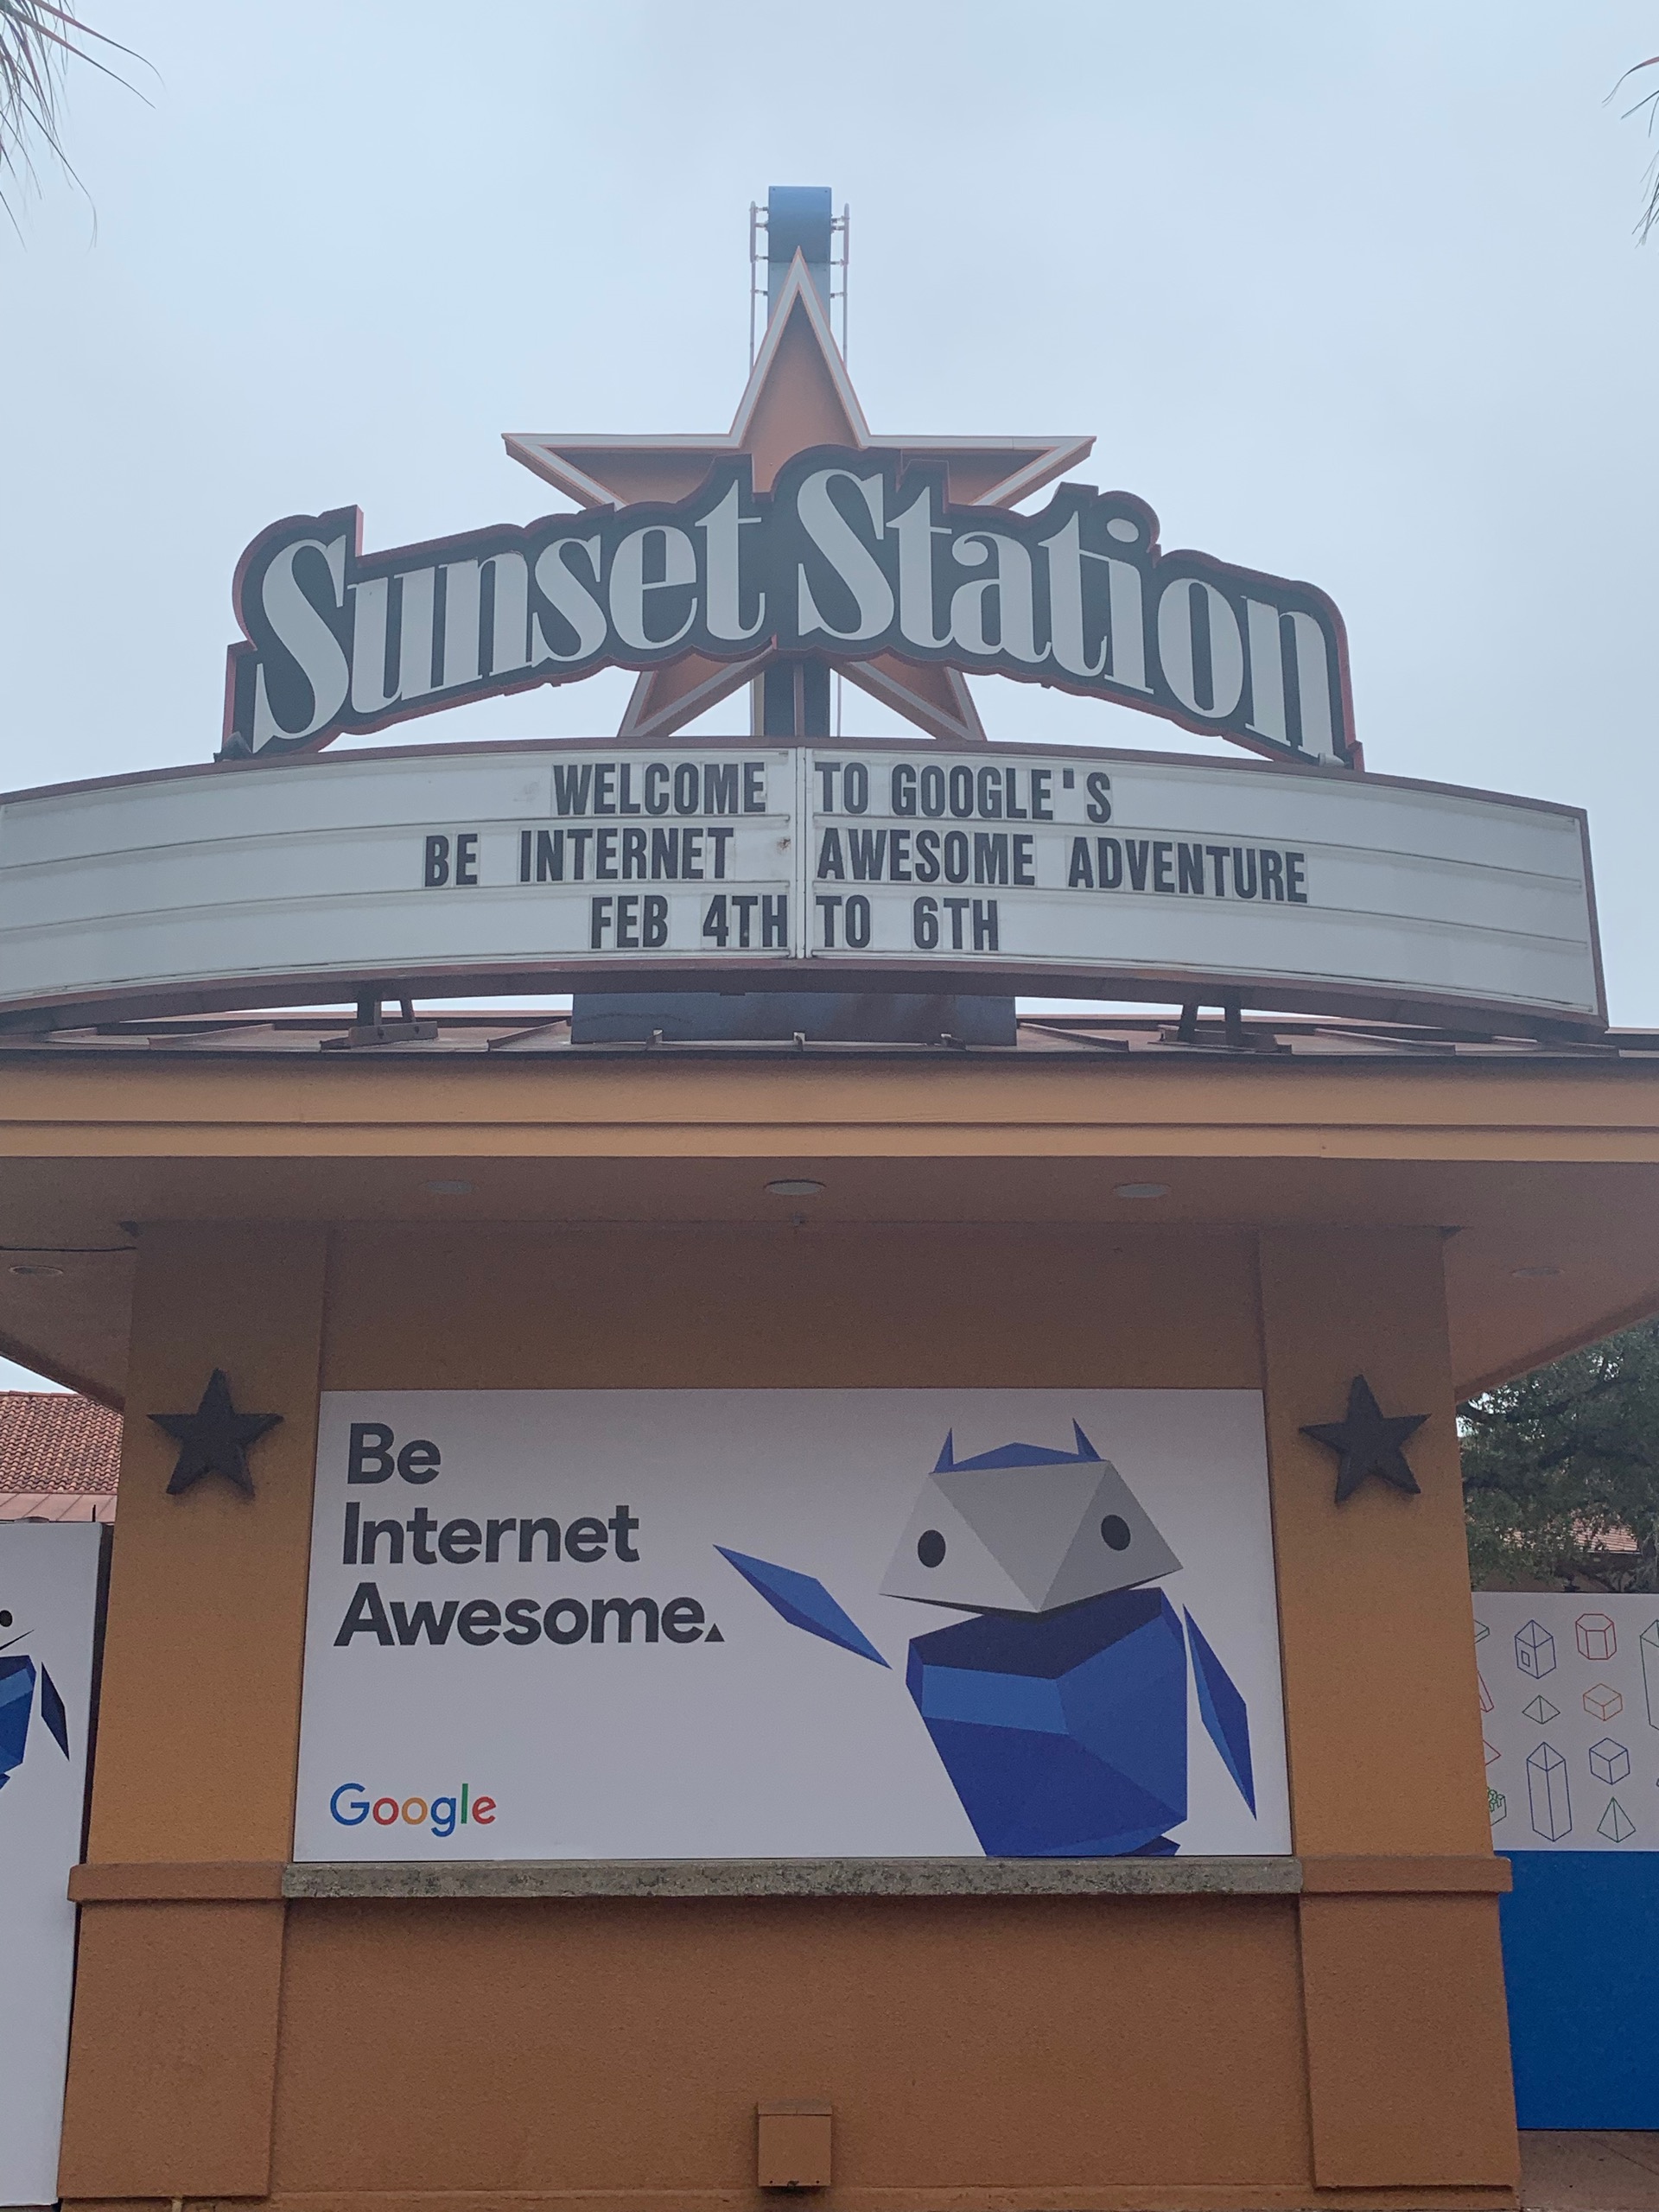 Sunset Station
WELCOME TO GOOGLE'S
BE INTERNET AWESOME ADVENTURE
FEB 4TH TO 6TH
Be
Internet
Awesome.
Google